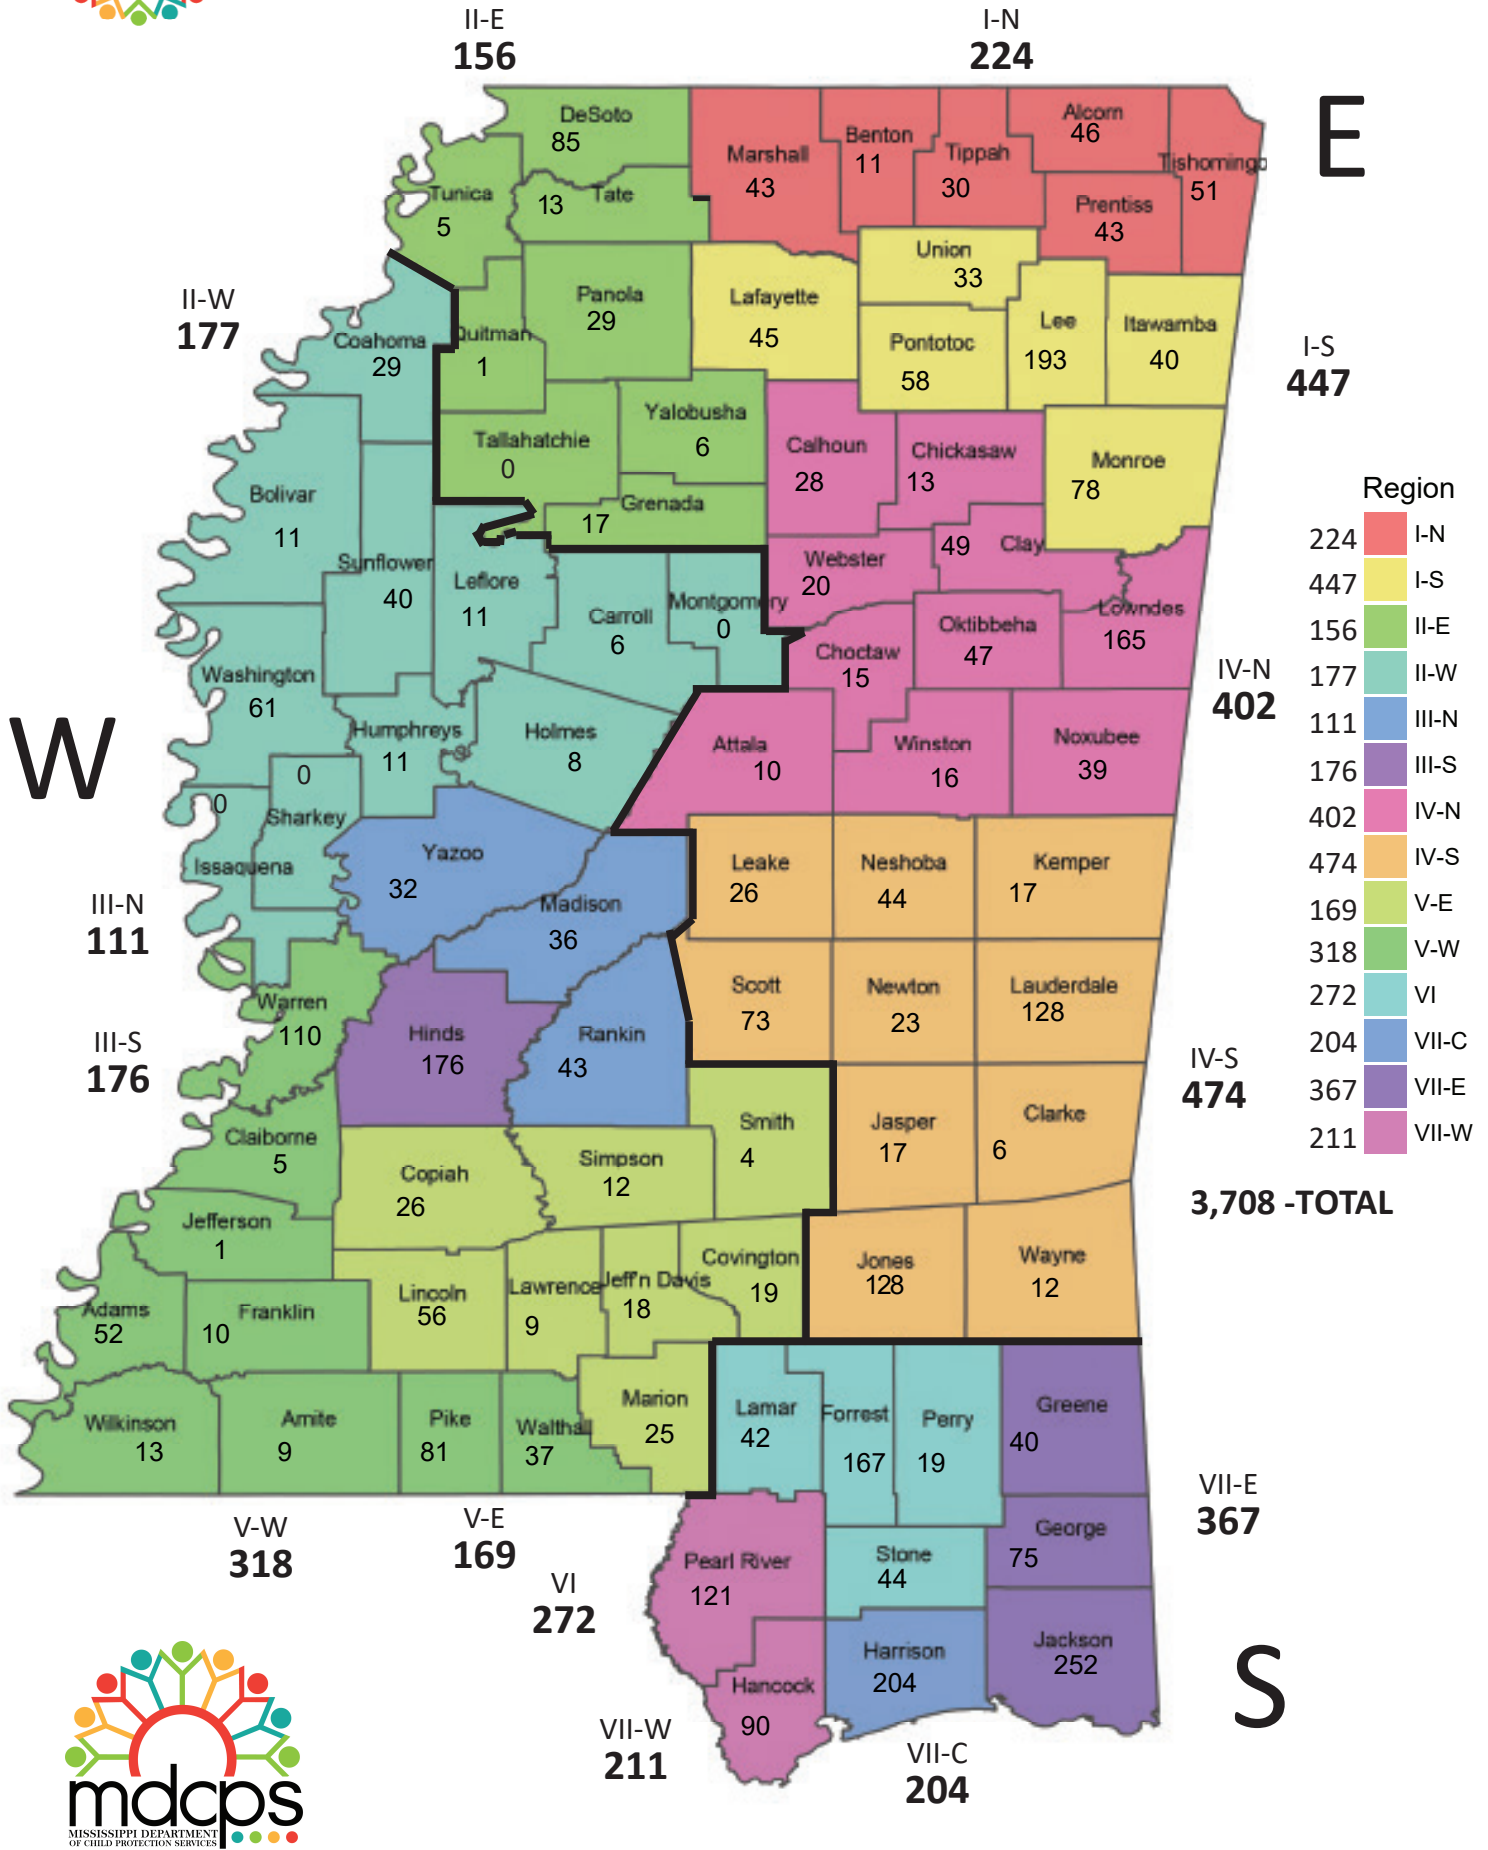 II-E
156
I-N
224
E
DeSoto
85
Marshall
43
Benton
11
Tippah
30
Alcorn
46
Tishomingo
51
Prentiss
43
Tunica
5
13 Tate
Union
33
II-W
177
Panola
29
Lafayette
45
Coahoma
29
Quitman
1
Pontotoc
58
Lee
193
Itawamba
40
I-S
447
Yalobusha
6
Tallahatchie
0
Calhoun
28
Chickasaw
13
Monroe
78
Bolivar
11
Grenada
17
Sunflower
40
Leflore
11
Carroll
6
Montgomery
0
Webster
20
49 Clay
Lowndes
165
Oktibbeha
47
Choctaw
15
IV-N
402
Washington
61
W
Humphreys
11
Holmes
8
Attala
10
Winston
16
Noxubee
39
0
Sharkey
0
Issaquena
Yazoo
32
Leake
26
Neshoba
44
Kemper
17
III-N
111
Madison
36
Scott
73
Newton
23
Lauderdale
128
Warren
110
Hinds
176
Rankin
43
III-S
176
IV-S
474
Claiborne
5
Copiah
26
Simpson
12
Smith
4
Jasper
17
Clarke
6
Jefferson
1
Covington
19
Jones
128
Wayne
12
Adams
52
Franklin
10
Lincoln
56
Lawrence
9
Jeff'n Davis
18
Wilkinson
13
Amite
9
Pike
81
Walthall
37
Marion
25
Lamar
42
Forrest
167
Perry
19
Greene
40
VII-E
367
V-W
318
V-E
169
VI
272
Pearl River
121
Stone
44
George
75
Hancock
90
Harrison
204
Jackson
252
S
VII-W
211
VII-C
204
Region
224 I-N
447 I-S
156 II-E
177 II-W
111 III-N
176 III-S
402 IV-N
474 IV-S
169 V-E
318 V-W
272 VI
204 VII-C
367 VII-E
211 VII-W
3,708 -TOTAL
mdcps
MISSISSIPPI DEPARTMENT
OF CHILD PROTECTION SERVICES